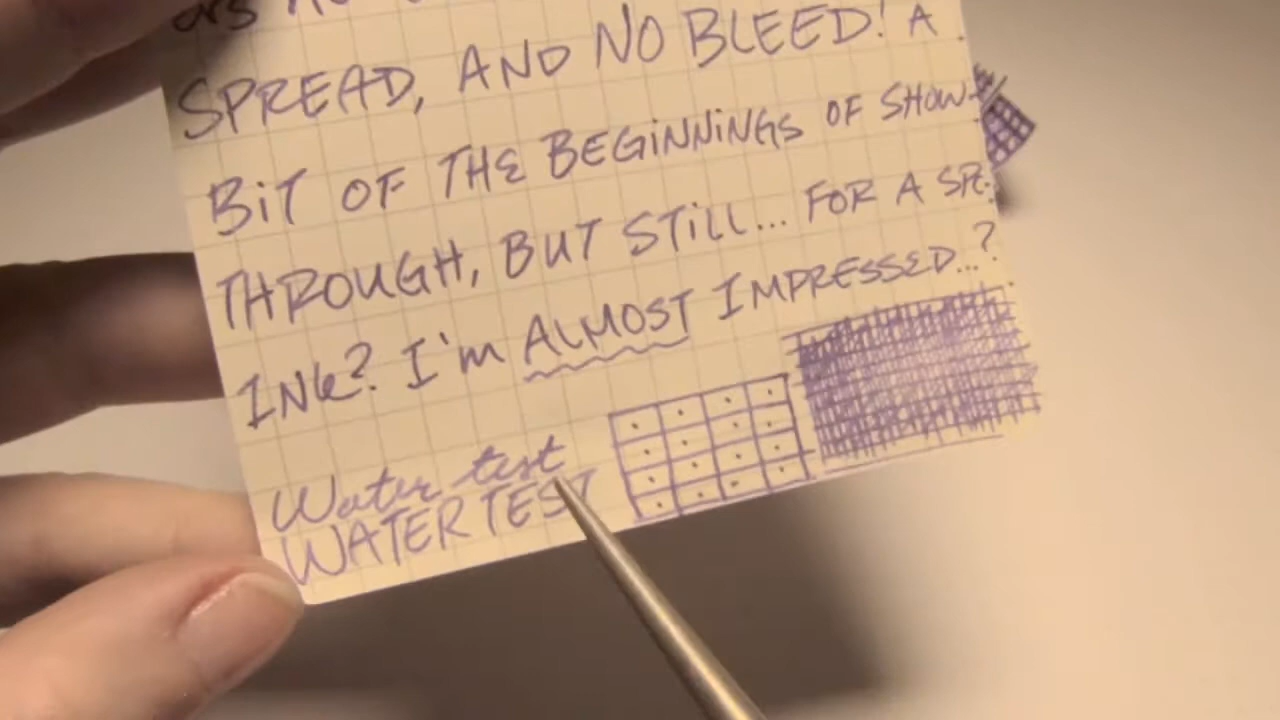 SPREAD, AND NO BLEED! A
BiT OF THE BEGiNNiNGS OF SHOW-
THROUGH, BUT STiLL... FOR A
INK? I'm ALMOST IMPRESSED...?
Water test
WATER TEST